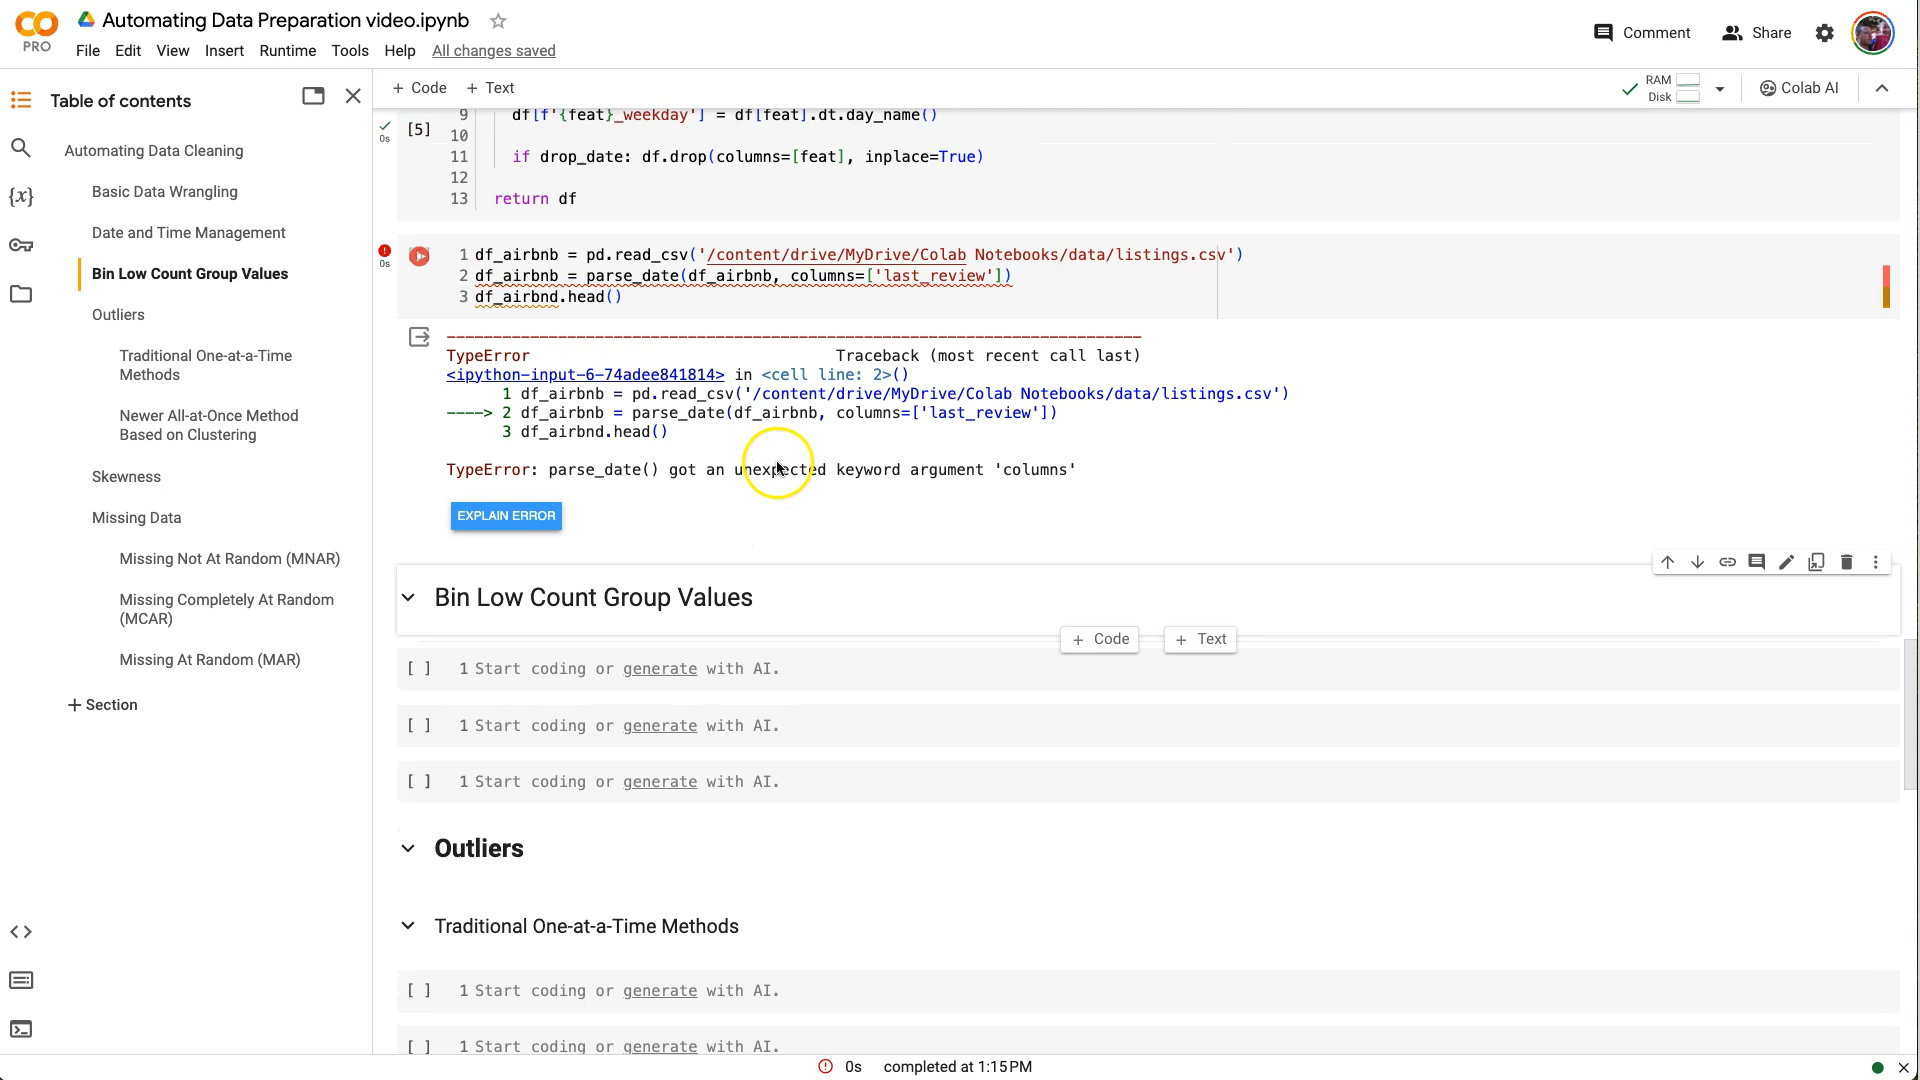 Automating Data Preparation video.ipynb
PRO
File Edit View Insert Runtime Tools Help All changes saved
Comment Share
Table of contents
+ Code + Text
RAM
Disk
Colab AI
Automating Data Cleaning
Basic Data Wrangling
Date and Time Management
Bin Low Count Group Values
Outliers
Traditional One-at-a-Time
Methods
Newer All-at-Once Method
Based on Clustering
Skewness
Missing Data
Missing Not At Random (MNAR)
Missing Completely At Random
(MCAR)
Missing At Random (MAR)
+ Section
0s
[5]
9 df[f'{feat}_weekday'] = df[feat].dt.day_name()
10
11 if drop_date: df.drop(columns=[feat], inplace=True)
12
13 return df
0s
1 df_airbnb = pd.read_csv('/content/drive/MyDrive/Colab Notebooks/data/listings.csv')
2 df_airbnb = parse_date(df_airbnb, columns=['last_review'])
3 df_airbnd.head()
TypeError Traceback (most recent call last)
<ipython-input-6-74adee841814> in <cell line: 2>()
1 df_airbnb = pd.read_csv('/content/drive/MyDrive/Colab Notebooks/data/listings.csv')
----> 2 df_airbnb = parse_date(df_airbnb, columns=['last_review'])
3 df_airbnd.head()
TypeError: parse_date() got an unexpected keyword argument 'columns'
EXPLAIN ERROR
Bin Low Count Group Values
+ Code + Text
[ ] 1 Start coding or generate with AI.
[ ] 1 Start coding or generate with AI.
[ ] 1 Start coding or generate with AI.
Outliers
Traditional One-at-a-Time Methods
[ ] 1 Start coding or generate with AI.
[ ] 1 Start coding or generate with AI.
0s completed at 1:15 PM